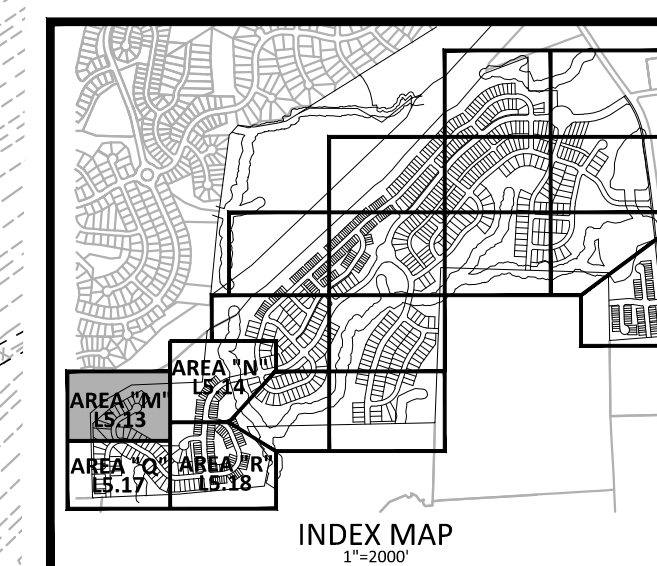 AREA "N"
L5.14
AREA "M"
L5.13
AREA "Q"
L5.17
AREA "R"
L5.18
INDEX MAP
1"=2000'